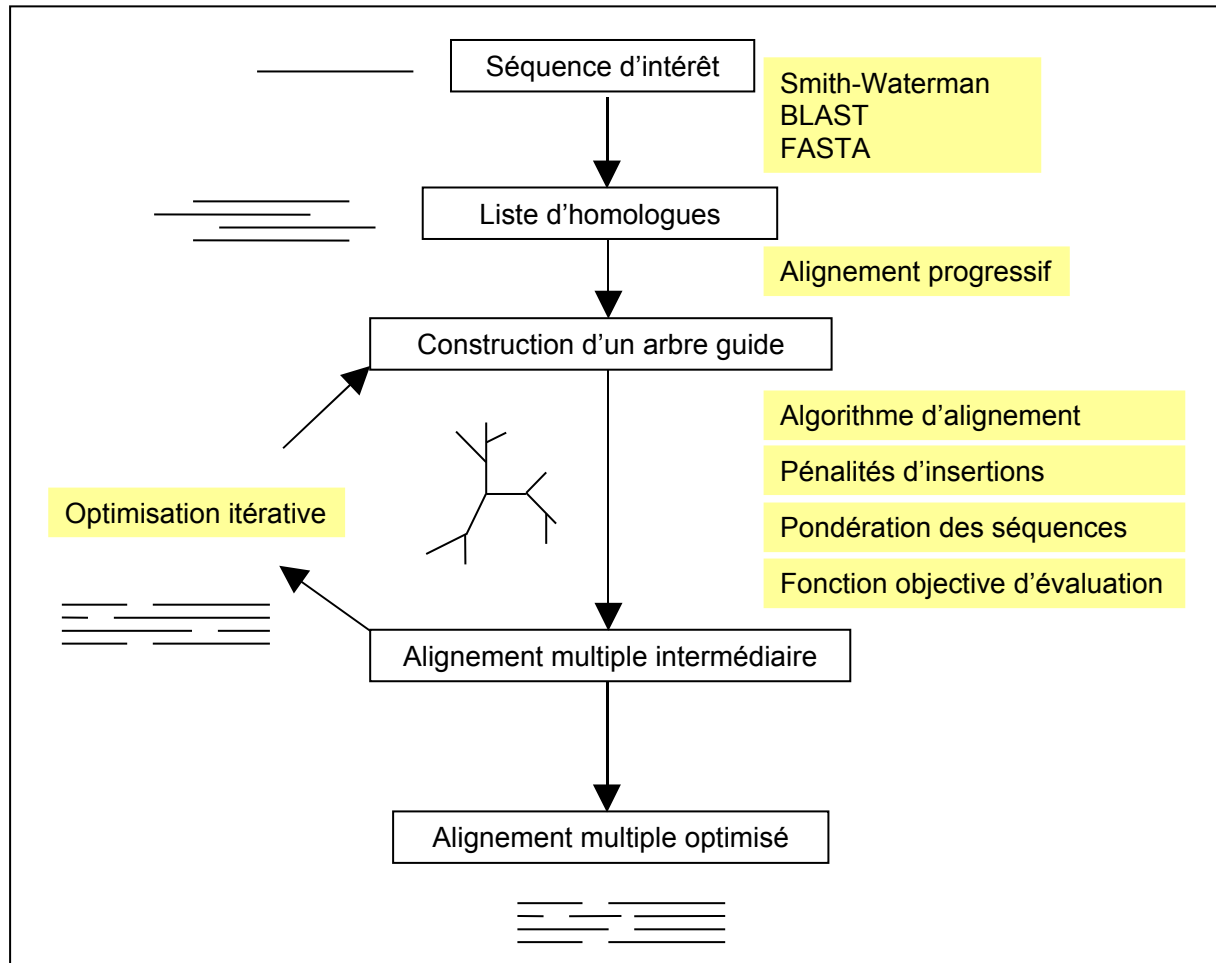 Séquence d’intérêt
Smith-Waterman
BLAST
FASTA
Liste d’homologues
Alignement progressif
Construction d’un arbre guide
Algorithme d’alignement
Pénalités d’insertions
Optimisation itérative
Pondération des séquences
Fonction objective d’évaluation
Alignement multiple intermédiaire
Alignement multiple optimisé